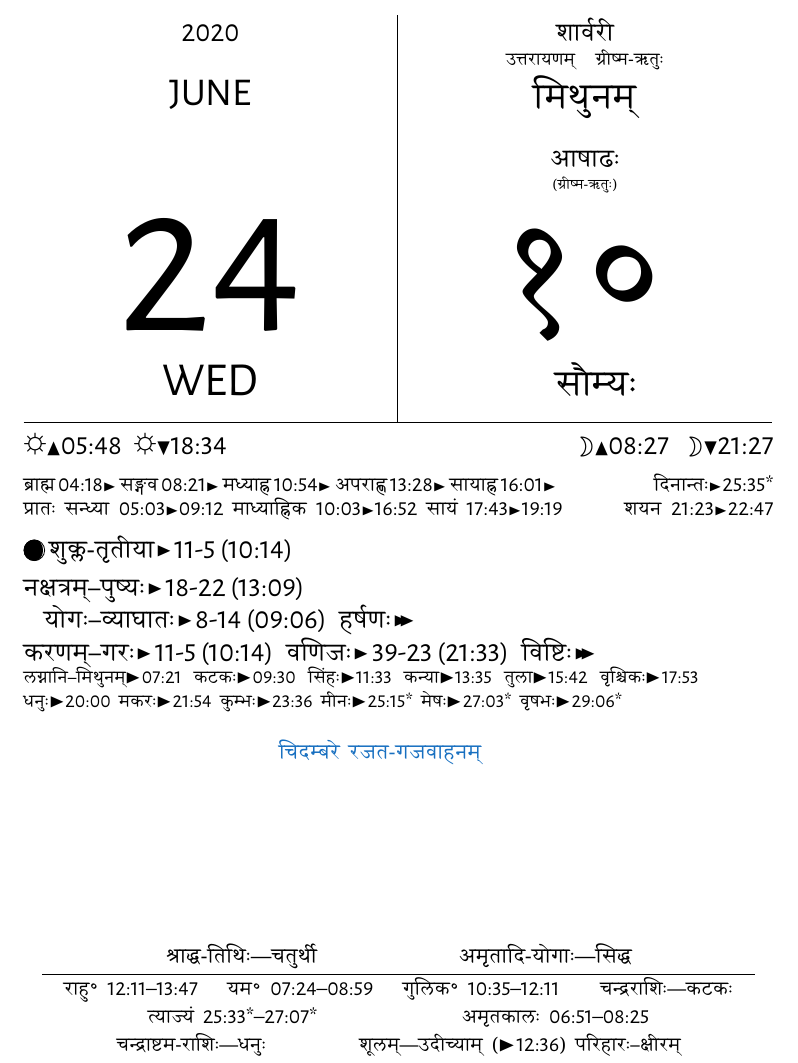 2020
JUNE
24
WED
शार्वरी
उत्तरायणम् ग्रीष्म-ऋतुः
मिथुनम्
आषाढः
(ग्रीष्म-ऋतुः)
१०
सौम्यः
▲05:48 ▼18:34 ▲08:27 ▼21:27
ब्राह्म 04:18► सङ्गव 08:21► मध्याह्न 10:54► अपराह्ण 13:28► सायाह्न 16:01► दिनान्तः►25:35*
प्रातः सन्ध्या 05:03►09:12 माध्याह्निक 10:03►16:52 सायं 17:43►19:19 शयन 21:23►22:47
शुक्ल-तृतीया►11-5 (10:14)
नक्षत्रम्–पुष्यः►18-22 (13:09)
योगः–व्याघातः►8-14 (09:06) हर्षणः►►
करणम्–गरः►11-5 (10:14) वणिजः►39-23 (21:33) विष्टिः►►
लग्नानि–मिथुनम्►07:21 कटकः►09:30 सिंहः►11:33 कन्या►13:35 तुला►15:42 वृश्चिकः►17:53
धनुः►20:00 मकरः►21:54 कुम्भः►23:36 मीनः►25:15* मेषः►27:03* वृषभः►29:06*
चिदम्बरे रजत-गजवाहनम्
श्राद्ध-तिथिः—चतुर्थी अमृतादि-योगाः—सिद्ध
राहु॰ 12:11–13:47 यम॰ 07:24–08:59 गुलिक॰ 10:35–12:11 चन्द्रराशिः—कटकः
त्याज्यं 25:33*–27:07* अमृतकालः 06:51–08:25
चन्द्राष्टम-राशिः—धनुः शूलम्—उदीच्याम् (►12:36) परिहारः–क्षीरम्